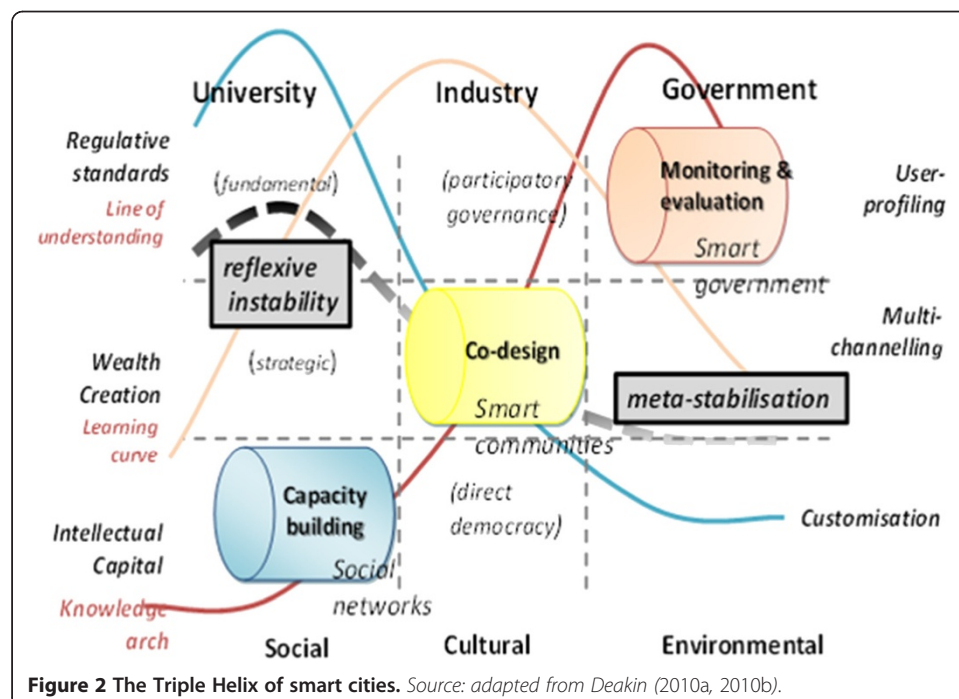 University
Industry
Government
Regulative
standards
Line of
understanding
(fundamental)
(participatory
governance)
Monitoring &
evaluation
Smart
government
User-
profiling
reflexive
instability
Multi-
channelling
Wealth
Creation
Learning
curve
(strategic)
Co-design
Smart
communities
meta-stabilisation
Capacity
building
Social
networks
(direct
democracy)
Customisation
Intellectual
Capital
Knowledge
arch
Social
Cultural
Environmental
Figure 2 The Triple Helix of smart cities. Source: adapted from Deakin (2010a, 2010b).